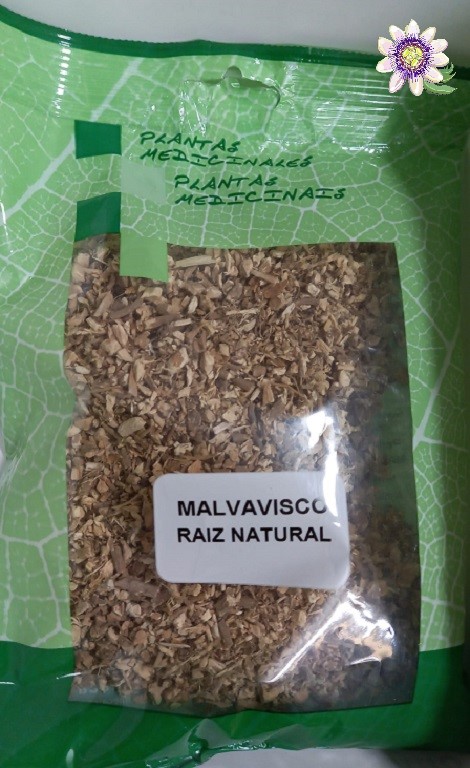 PLANTAS
MEDICINALES
PLANTAS
MEDICINAIS
MALVAVISCO
RAIZ NATURAL